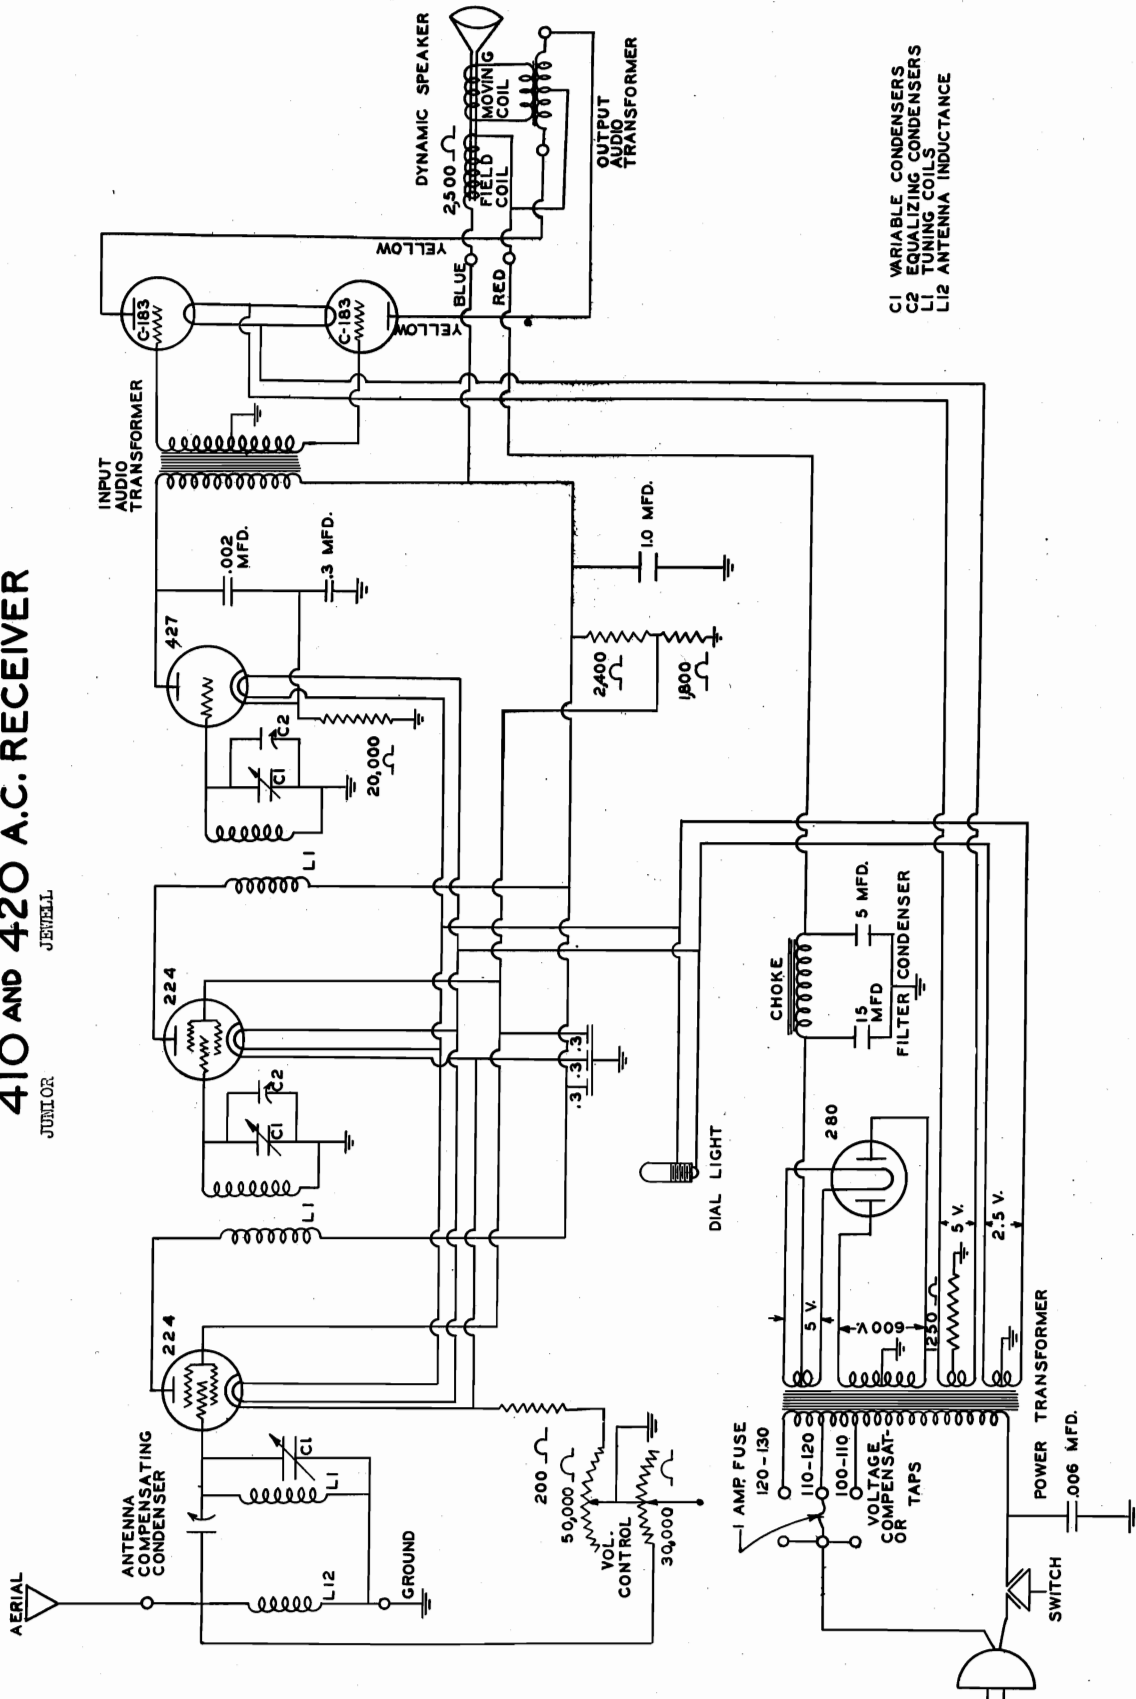 410 AND 420 A.C. RECEIVER
JUNIOR
JEWELL
AERIAL
ANTENNA
COMPENSATING
CONDENSER
L12
GROUND
C1
L1
224
L1
C1
C2
224
L1
C1
C2
20,000
427
.002
MFD.
.3 MFD.
INPUT
AUDIO
TRANSFORMER
C-183
C-183
YELLOW
YELLOW
BLUE
RED
DYNAMIC SPEAKER
2,500
FIELD
COIL
MOVING
COIL
OUTPUT
AUDIO
TRANSFORMER
200
50,000
VOL.
CONTROL
30,000
.3
.3
.3
2,400
1,800
1.0 MFD.
DIAL LIGHT
C1 VARIABLE CONDENSERS
C2 EQUALIZING CONDENSERS
L1 TUNING COILS
L12 ANTENNA INDUCTANCE
1 AMP. FUSE
120-130
110-120
100-110
VOLTAGE
COMPENSAT-
OR TAPS
5 V.
600 V.
1250
5 V.
2.5 V.
280
CHOKE
15
MFD
5 MFD.
FILTER CONDENSER
POWER TRANSFORMER
.006 MFD.
SWITCH